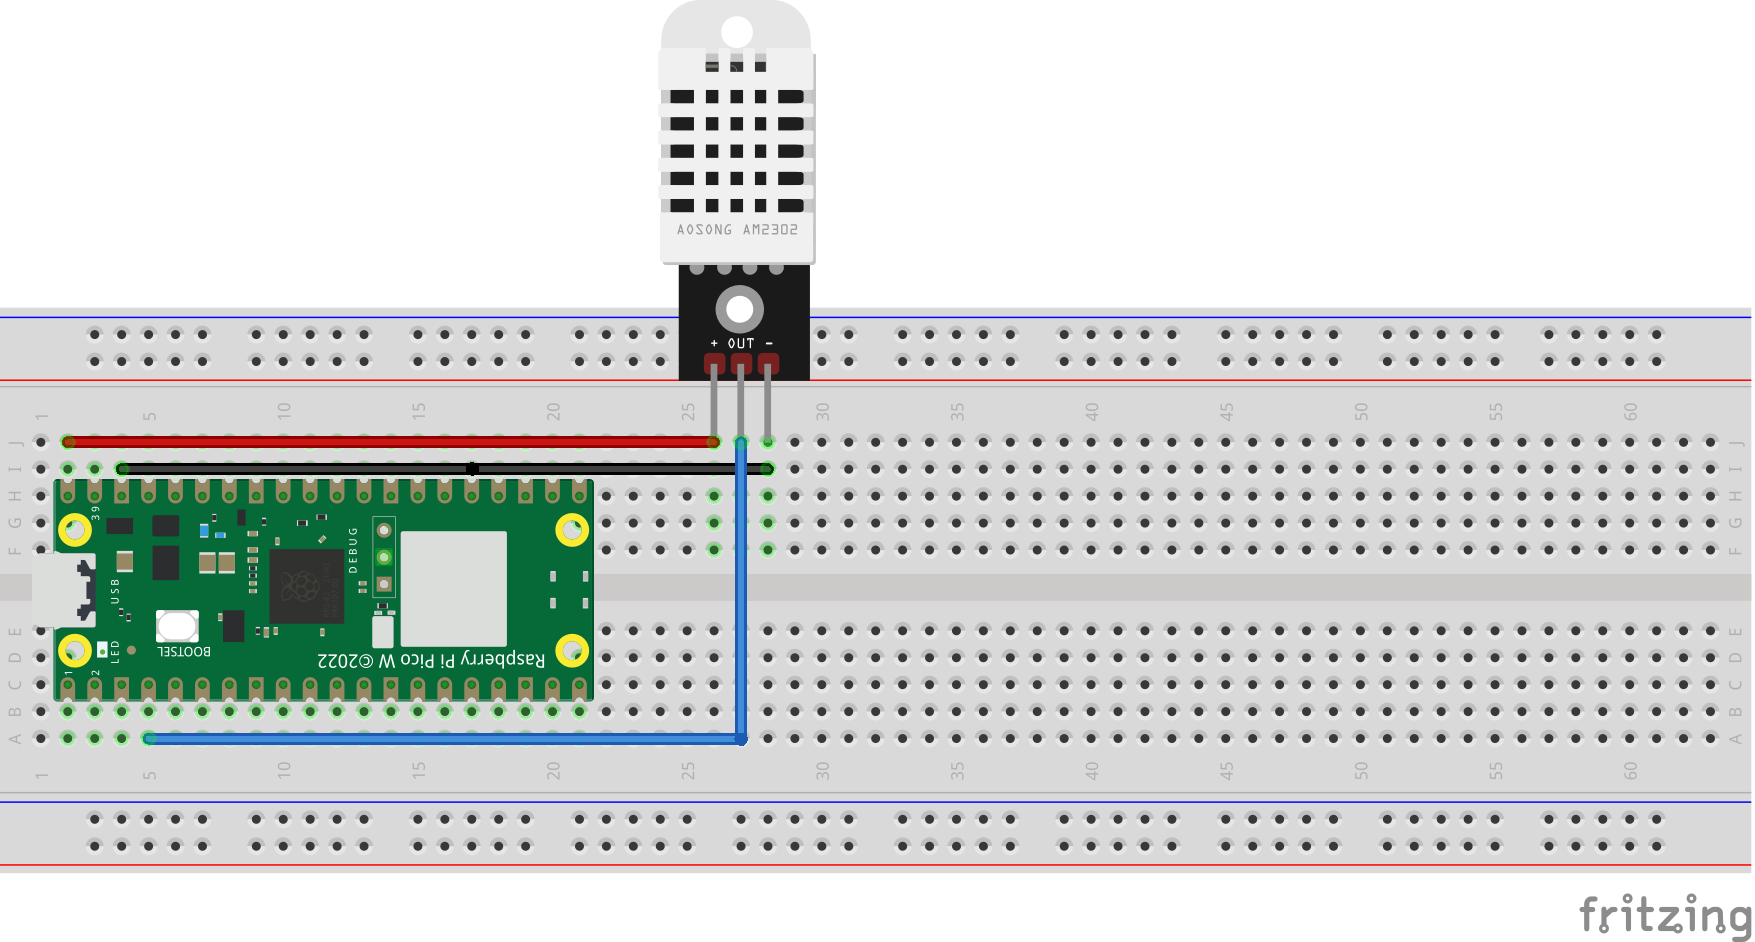 AOSONG AM2302
+ OUT -
1 5 10 15 20 25 30 35 40 45 50 55 60
J J
I I
H H
G G
F F
39
DEBUG
USB
E E
D D
C C
B B
A A
BOOTSEL
LED
Raspberry Pi Pico W ©2022
1
2
1 5 10 15 20 25 30 35 40 45 50 55 60
fritzing